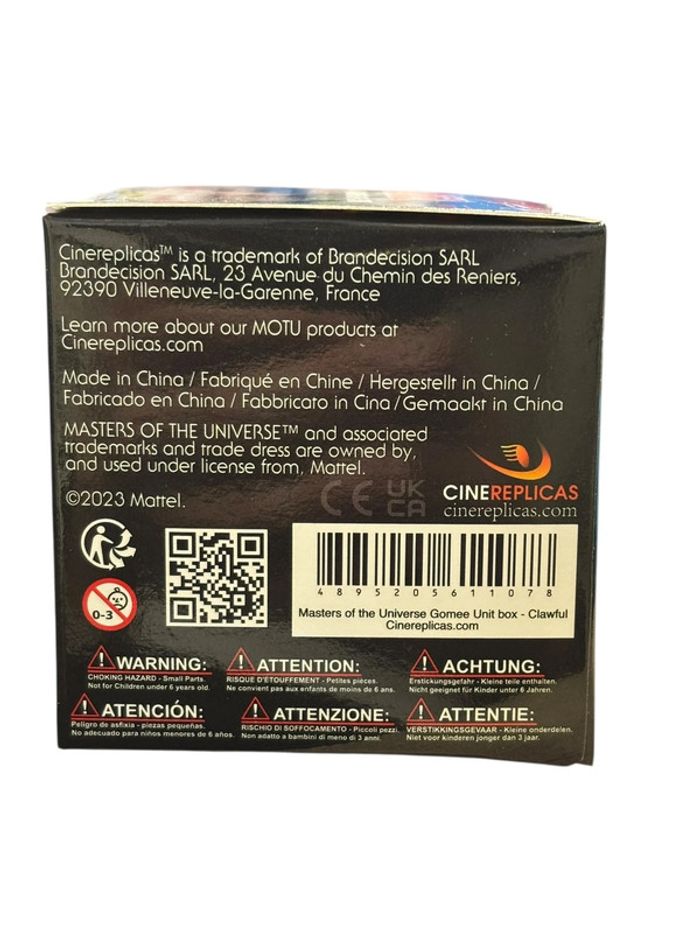 Cinereplicas™ is a trademark of Brandecision SARL
Brandecision SARL, 23 Avenue du Chemin des Reniers,
92390 Villeneuve-la-Garenne, France
Learn more about our MOTU products at
Cinereplicas.com
Made in China / Fabriqué en Chine / Hergestellt in China /
Fabricado en China / Fabbricato in Cina / Gemaakt in China
MASTERS OF THE UNIVERSE™ and associated
trademarks and trade dress are owned by,
and used under license from, Mattel.
©2023 Mattel.
CE UK
CA
CINEREPLICAS
cinereplicas.com
0-3
4895205611078
Masters of the Universe Gomee Unit box - Clawful
Cinereplicas.com
WARNING:
CHOKING HAZARD - Small Parts.
Not for Children under 6 years old.
ATTENTION:
RISQUE D'ETOUFFEMENT - Petites pièces.
Ne convient pas aux enfants de moins de 6 ans.
ACHTUNG:
Erstickungsgefahr - Kleine teile enthalten.
Nicht geeignet für Kinder unter 6 Jahren.
ATENCIÓN:
Peligro de asfixia - piezas pequeñas.
No adecuado para niños menores de 6 años.
ATTENZIONE:
RISCHIO DI SOFFOCAMENTO - Piccoli pezzi.
Non adatto a bambini di meno di 3 anni.
ATTENTIE:
VERSTIKKINGSGEVAAR - Kleine onderdelen.
Niet voor kinderen jonger dan 3 jaar.